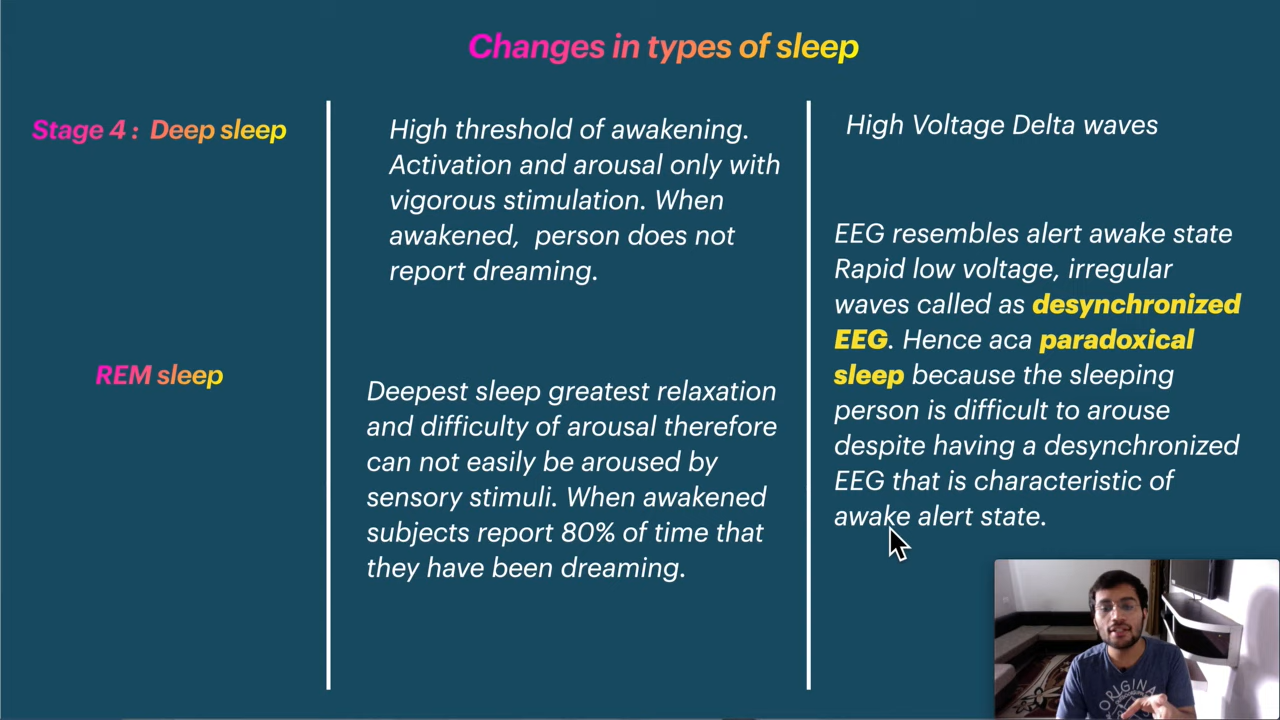 Changes in types of sleep
Stage 4 : Deep sleep
High threshold of awakening.
Activation and arousal only with
vigorous stimulation. When
awakened, person does not
report dreaming.
High Voltage Delta waves
REM sleep
Deepest sleep greatest relaxation
and difficulty of arousal therefore
can not easily be aroused by
sensory stimuli. When awakened
subjects report 80% of time that
they have been dreaming.
EEG resembles alert awake state
Rapid low voltage, irregular
waves called as desynchronized
EEG. Hence aca paradoxical
sleep because the sleeping
person is difficult to arouse
despite having a desynchronized
EEG that is characteristic of
awake alert state.
ORIGINA